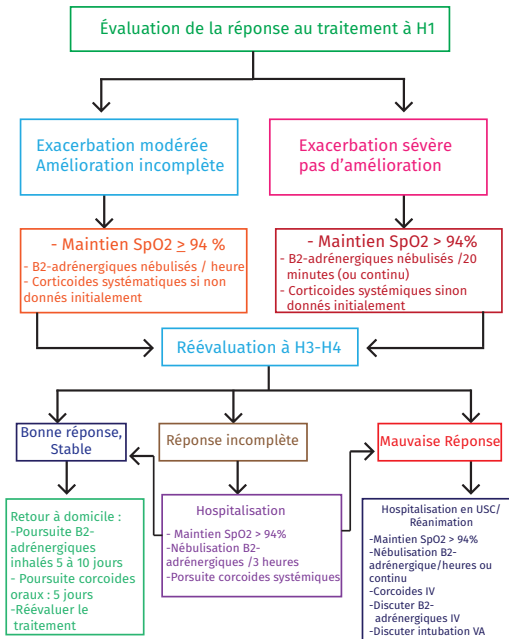 Évaluation de la réponse au traitement à H1
Exacerbation modérée
Amélioration incomplète
Exacerbation sévère
pas d'amélioration
- Maintien SpO2 ≥ 94 %
- B2-adrénergiques nébulisés / heure
- Corticoides systématiques si non
donnés initialement
- Maintien SpO2 > 94%
- B2-adrénergiques nébulisés /20
minutes (ou continu)
- Corticoides systémiques sinon
donnés initialement
Réévaluation à H3-H4
Bonne réponse,
Stable
Réponse incomplète
Mauvaise Réponse
Retour à domicile :
-Poursuite B2-
adrénergiques
inhalés 5 à 10 jours
- Poursuite corcoides
oraux : 5 jours
-Réévaluer le
traitement
Hospitalisation
- Maintien SpO2 > 94%
-Nébulisation B2-
adrénergiques /3 heures
-Porsuite corcoides systémiques
Hospitalisation en USC/
Réanimation
-Maintien SpO2 > 94%
-Nébulisation B2-
adrénergique/heures ou
continu
-Corcoides IV
-Discuter B2-
adrénergiques IV
-Discuter intubation VA